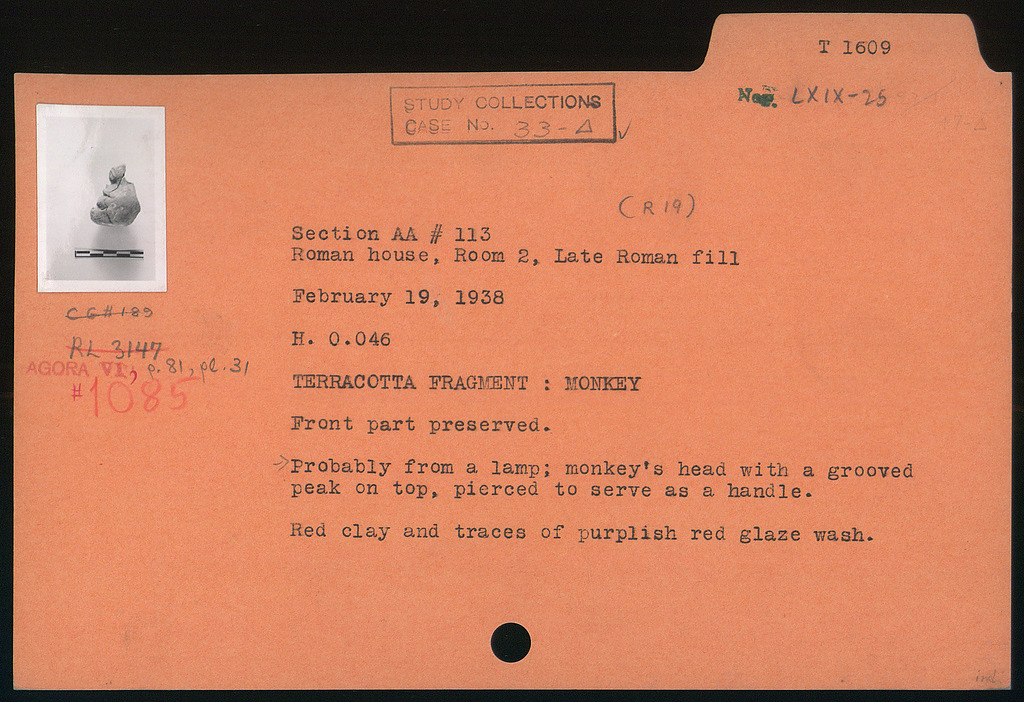 T 1609
Neg. LXIX-25
STUDY COLLECTIONS
CASE No. 33-Δ
(R 19)
Section AA # 113
Roman house, Room 2, Late Roman fill
February 19, 1938
H. 0.046
TERRACOTTA FRAGMENT : MONKEY
Front part preserved.
Probably from a lamp; monkey's head with a grooved
peak on top, pierced to serve as a handle.
Red clay and traces of purplish red glaze wash.
CG#189
RL 3147
AGORA VI, p. 81, pl. 31
#1085